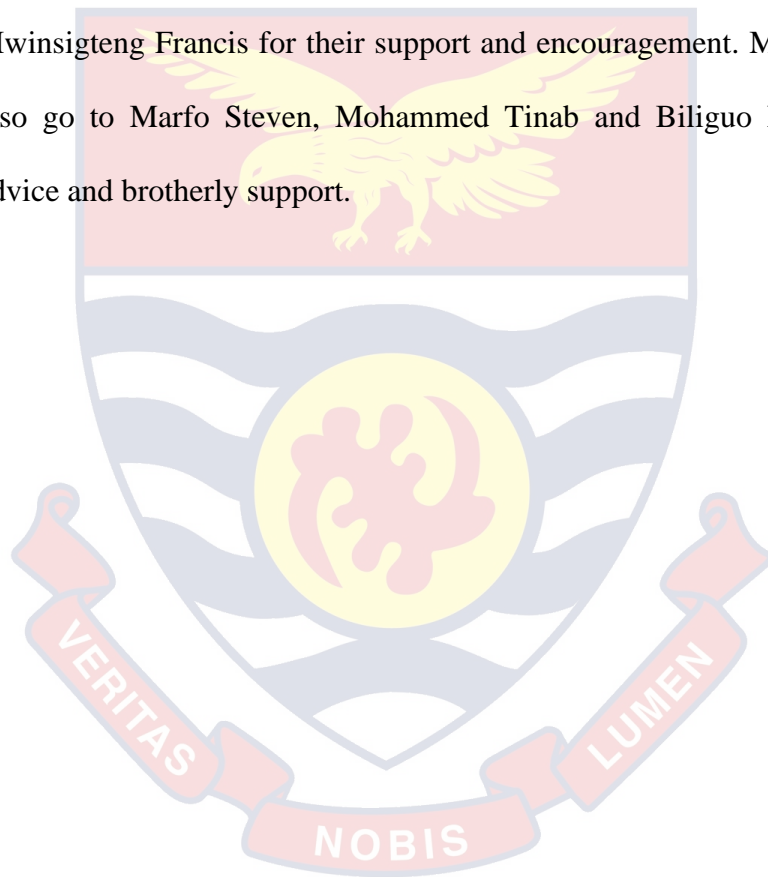 winsigteng Francis for their support and encouragement. M
so go to Marfo Steven, Mohammed Tinab and Biliguo
dvice and brotherly support.
VERITAS
NOBIS
LUMEN